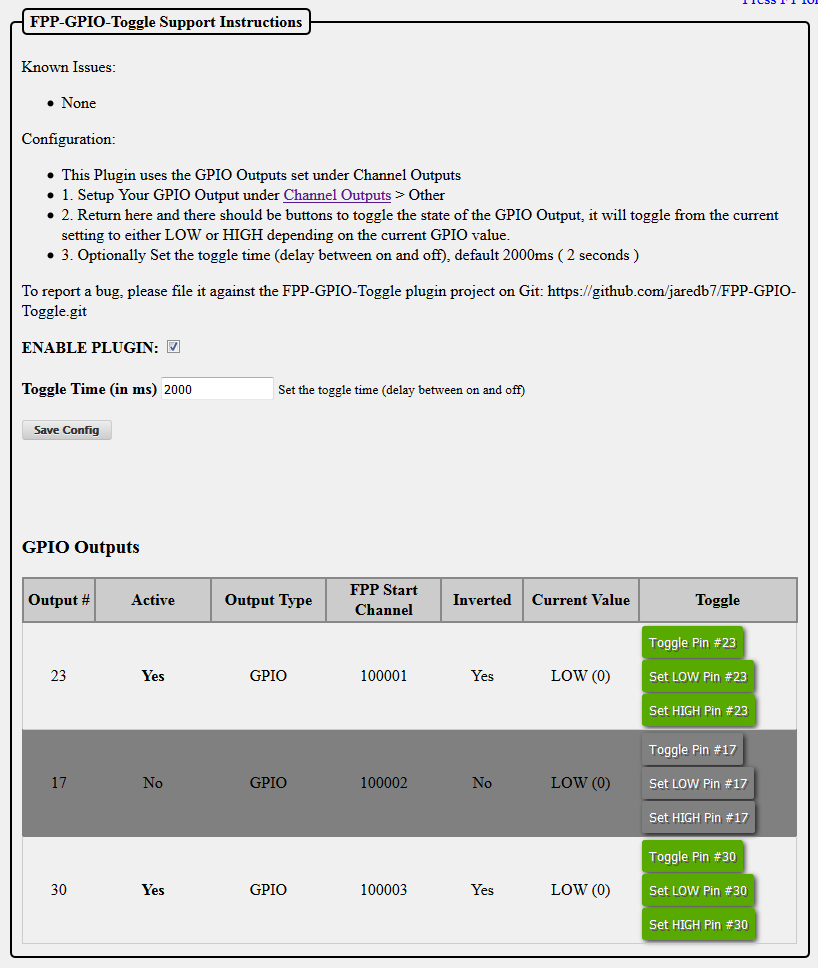 Press F1 for
FPP-GPIO-Toggle Support Instructions
Known Issues:
• None
Configuration:
• This Plugin uses the GPIO Outputs set under Channel Outputs
• 1. Setup Your GPIO Output under Channel Outputs > Other
• 2. Return here and there should be buttons to toggle the state of the GPIO Output, it will toggle from the current
setting to either LOW or HIGH depending on the current GPIO value.
• 3. Optionally Set the toggle time (delay between on and off), default 2000ms ( 2 seconds )
To report a bug, please file it against the FPP-GPIO-Toggle plugin project on Git: https://github.com/jaredb7/FPP-GPIO-
Toggle.git
ENABLE PLUGIN:
Toggle Time (in ms) 2000 Set the toggle time (delay between on and off)
Save Config
GPIO Outputs
Output # Active Output Type FPP Start Channel Inverted Current Value Toggle
23 Yes GPIO 100001 Yes LOW (0) Toggle Pin #23
Set LOW Pin #23
Set HIGH Pin #23
17 No GPIO 100002 No LOW (0) Toggle Pin #17
Set LOW Pin #17
Set HIGH Pin #17
30 Yes GPIO 100003 Yes LOW (0) Toggle Pin #30
Set LOW Pin #30
Set HIGH Pin #30